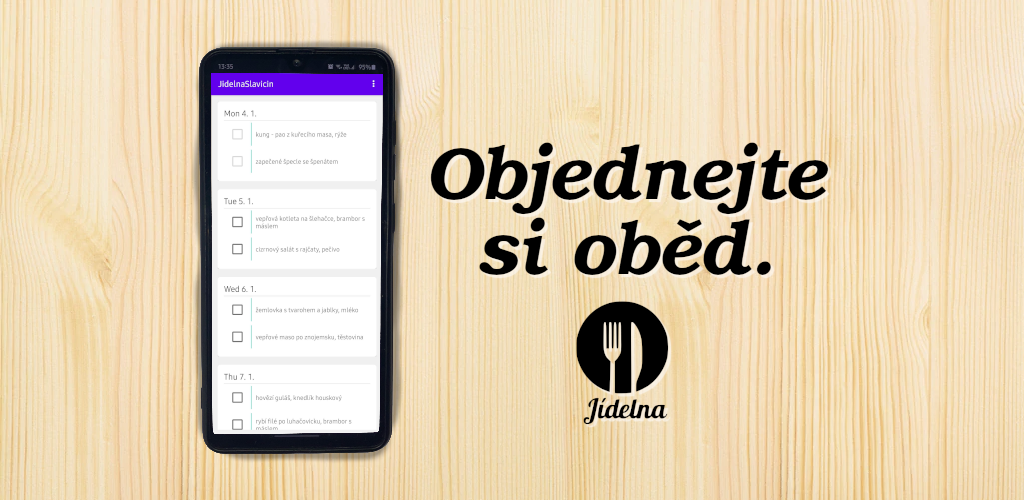 13:35
95%
JidelnaSlavicin
Mon 4. 1.
kung - pao z kuřecího masa, rýže
zapečené špecle se špenátem
Tue 5. 1.
vepřová kotleta na šlehačce, brambor s
máslem
cizrnový salát s rajčaty, pečivo
Wed 6. 1.
žemlovka s tvarohem a jablky, mléko
vepřové maso po znojemsku, těstovina
Thu 7. 1.
hovězí guláš, knedlík houskový
rybí filé po luhačovicku, brambor s
máslem
Objednejte
si oběd.
Jídelna